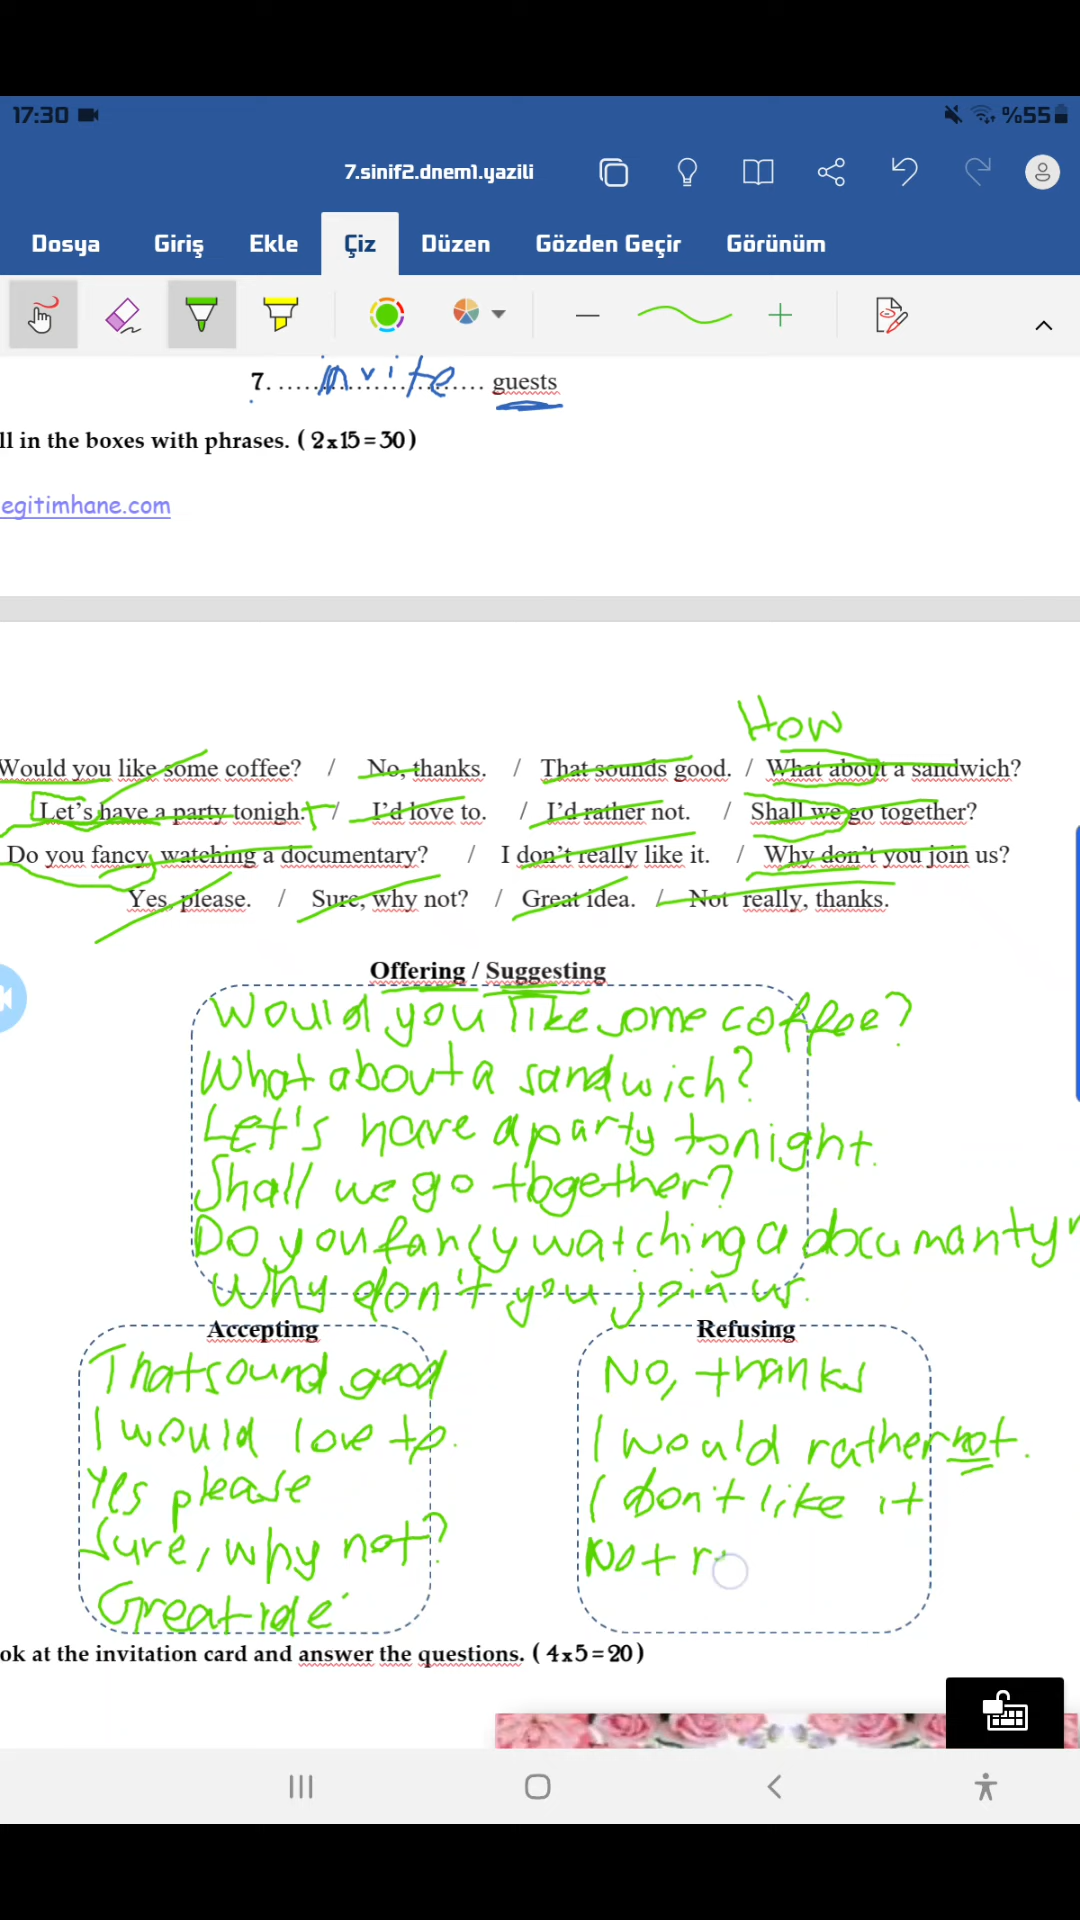 17:30 %55
7.sinif2.dnem1.yazili
Dosya Giriş Ekle Çiz Düzen Gözden Geçir Görünüm
7. ........invite........ guests
ll in the boxes with phrases. ( 2x15=30 )
egitimhane.com
How
Would you like some coffee? / No, thanks. / That sounds good. / What about a sandwich?
Let's have a party tonigh.t / I'd love to. / I'd rather not. / Shall we go together?
Do you fancy watching a documentary? / I don't really like it. / Why don't you join us?
Yes, please. / Sure, why not? / Great idea. / Not really, thanks.
Offering / Suggesting
Would you like some coffee?
What about a sandwich?
Let's have a party tonight.
Shall we go together?
Do you fancy watching a documantyr
Why don't you join us.
Accepting Refusing
That sound good
I would love to.
Yes please
Sure, why not?
Great ide
No, thanks
I would rather not.
I don't like it
Not r
ok at the invitation card and answer the questions. ( 4x5=20 )